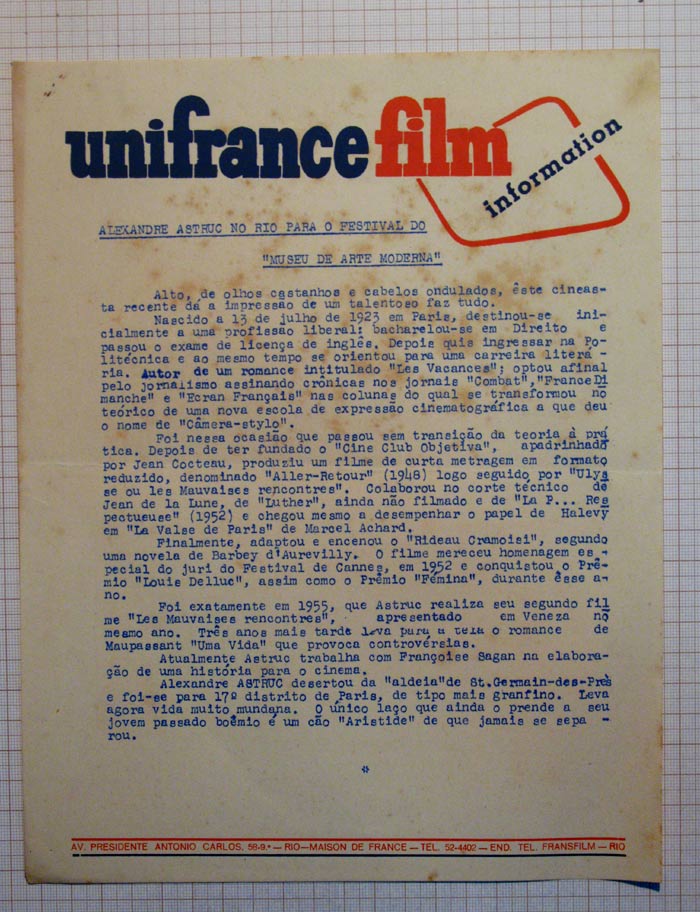 unifrance film
information
ALEXANDRE ASTRUC NO RIO PARA O FESTIVAL DO
"MUSEU DE ARTE MODERNA"
Alto, de olhos castanhos e cabelos ondulados, êste cineas-
ta recente dá a impressão de um talentoso faz tudo.
Nascido a 13 de julho de 1923 em Paris, destinou-se ini-
cialmente a uma profissão liberal: bacharelou-se em Direito e
passou o exame de licença de inglês. Depois quis ingressar na Po-
litécnica e ao mesmo tempo se orientou para uma carreira literá-
ria. Autor de um romance intitulado "Les Vacances"; optou afinal
pelo jornalismo assinando crônicas nos jornais "Combat","France Di
manche" e "Ecran Français" nas colunas do qual se transformou no
teórico de uma nova escola de expressão cinematográfica a que deu
o nome de "Câmera-stylo".
Foi nessa ocasião que passou sem transição da teoria à prá
tica. Depois de ter fundado o "Cine Club Objetiva", apadrinhado
por Jean Cocteau, produziu um filme de curta metragem em formato
reduzido, denominado "Aller-Retour" (1948) logo seguido por "Ulys
se ou les Mauvaises rencontres". Colaborou no corte técnico de
Jean de la Lune, de "Luther", ainda não filmado e de "La P... Res
pectueuse" (1952) e chegou mesmo a desempenhar o papel de Halevy
em "La Valse de Paris" de Marcel Achard.
Finalmente, adaptou e encenou o "Rideau Cramoisi", segundo
uma novela de Barbey d'Aurevilly. O filme mereceu homenagem es -
pecial do juri do Festival de Cannes, em 1952 e conquistou o Prê-
mio "Louis Delluc", assim como o Prêmio "Fémina", durante êsse a-
no.
Foi exatamente em 1955, que Astruc realiza seu segundo fil
me "Les Mauvaises rencontres", apresentado em Veneza no
mesmo ano. Três anos mais tarde leva para a tela o romance de
Maupassant "Uma Vida" que provoca controvérsias.
Atualmente Astruc trabalha com Françoise Sagan na elabora-
ção de uma história para o cinema.
Alexandre ASTRUC desertou da "aldeia"de St.Germain-des-Prés
e foi-se para 17º distrito de Paris, de tipo mais granfino. Leva
agora vida muito mundana. O único laço que ainda o prende a seu
jovem passado boêmio é um cão "Aristide" de que jamais se sepa -
rou.
*
AV. PRESIDENTE ANTONIO CARLOS, 58-9.º — RIO—MAISON DE FRANCE — TÉL. 52-4402 — END. TEL. FRANSFILM — RIO